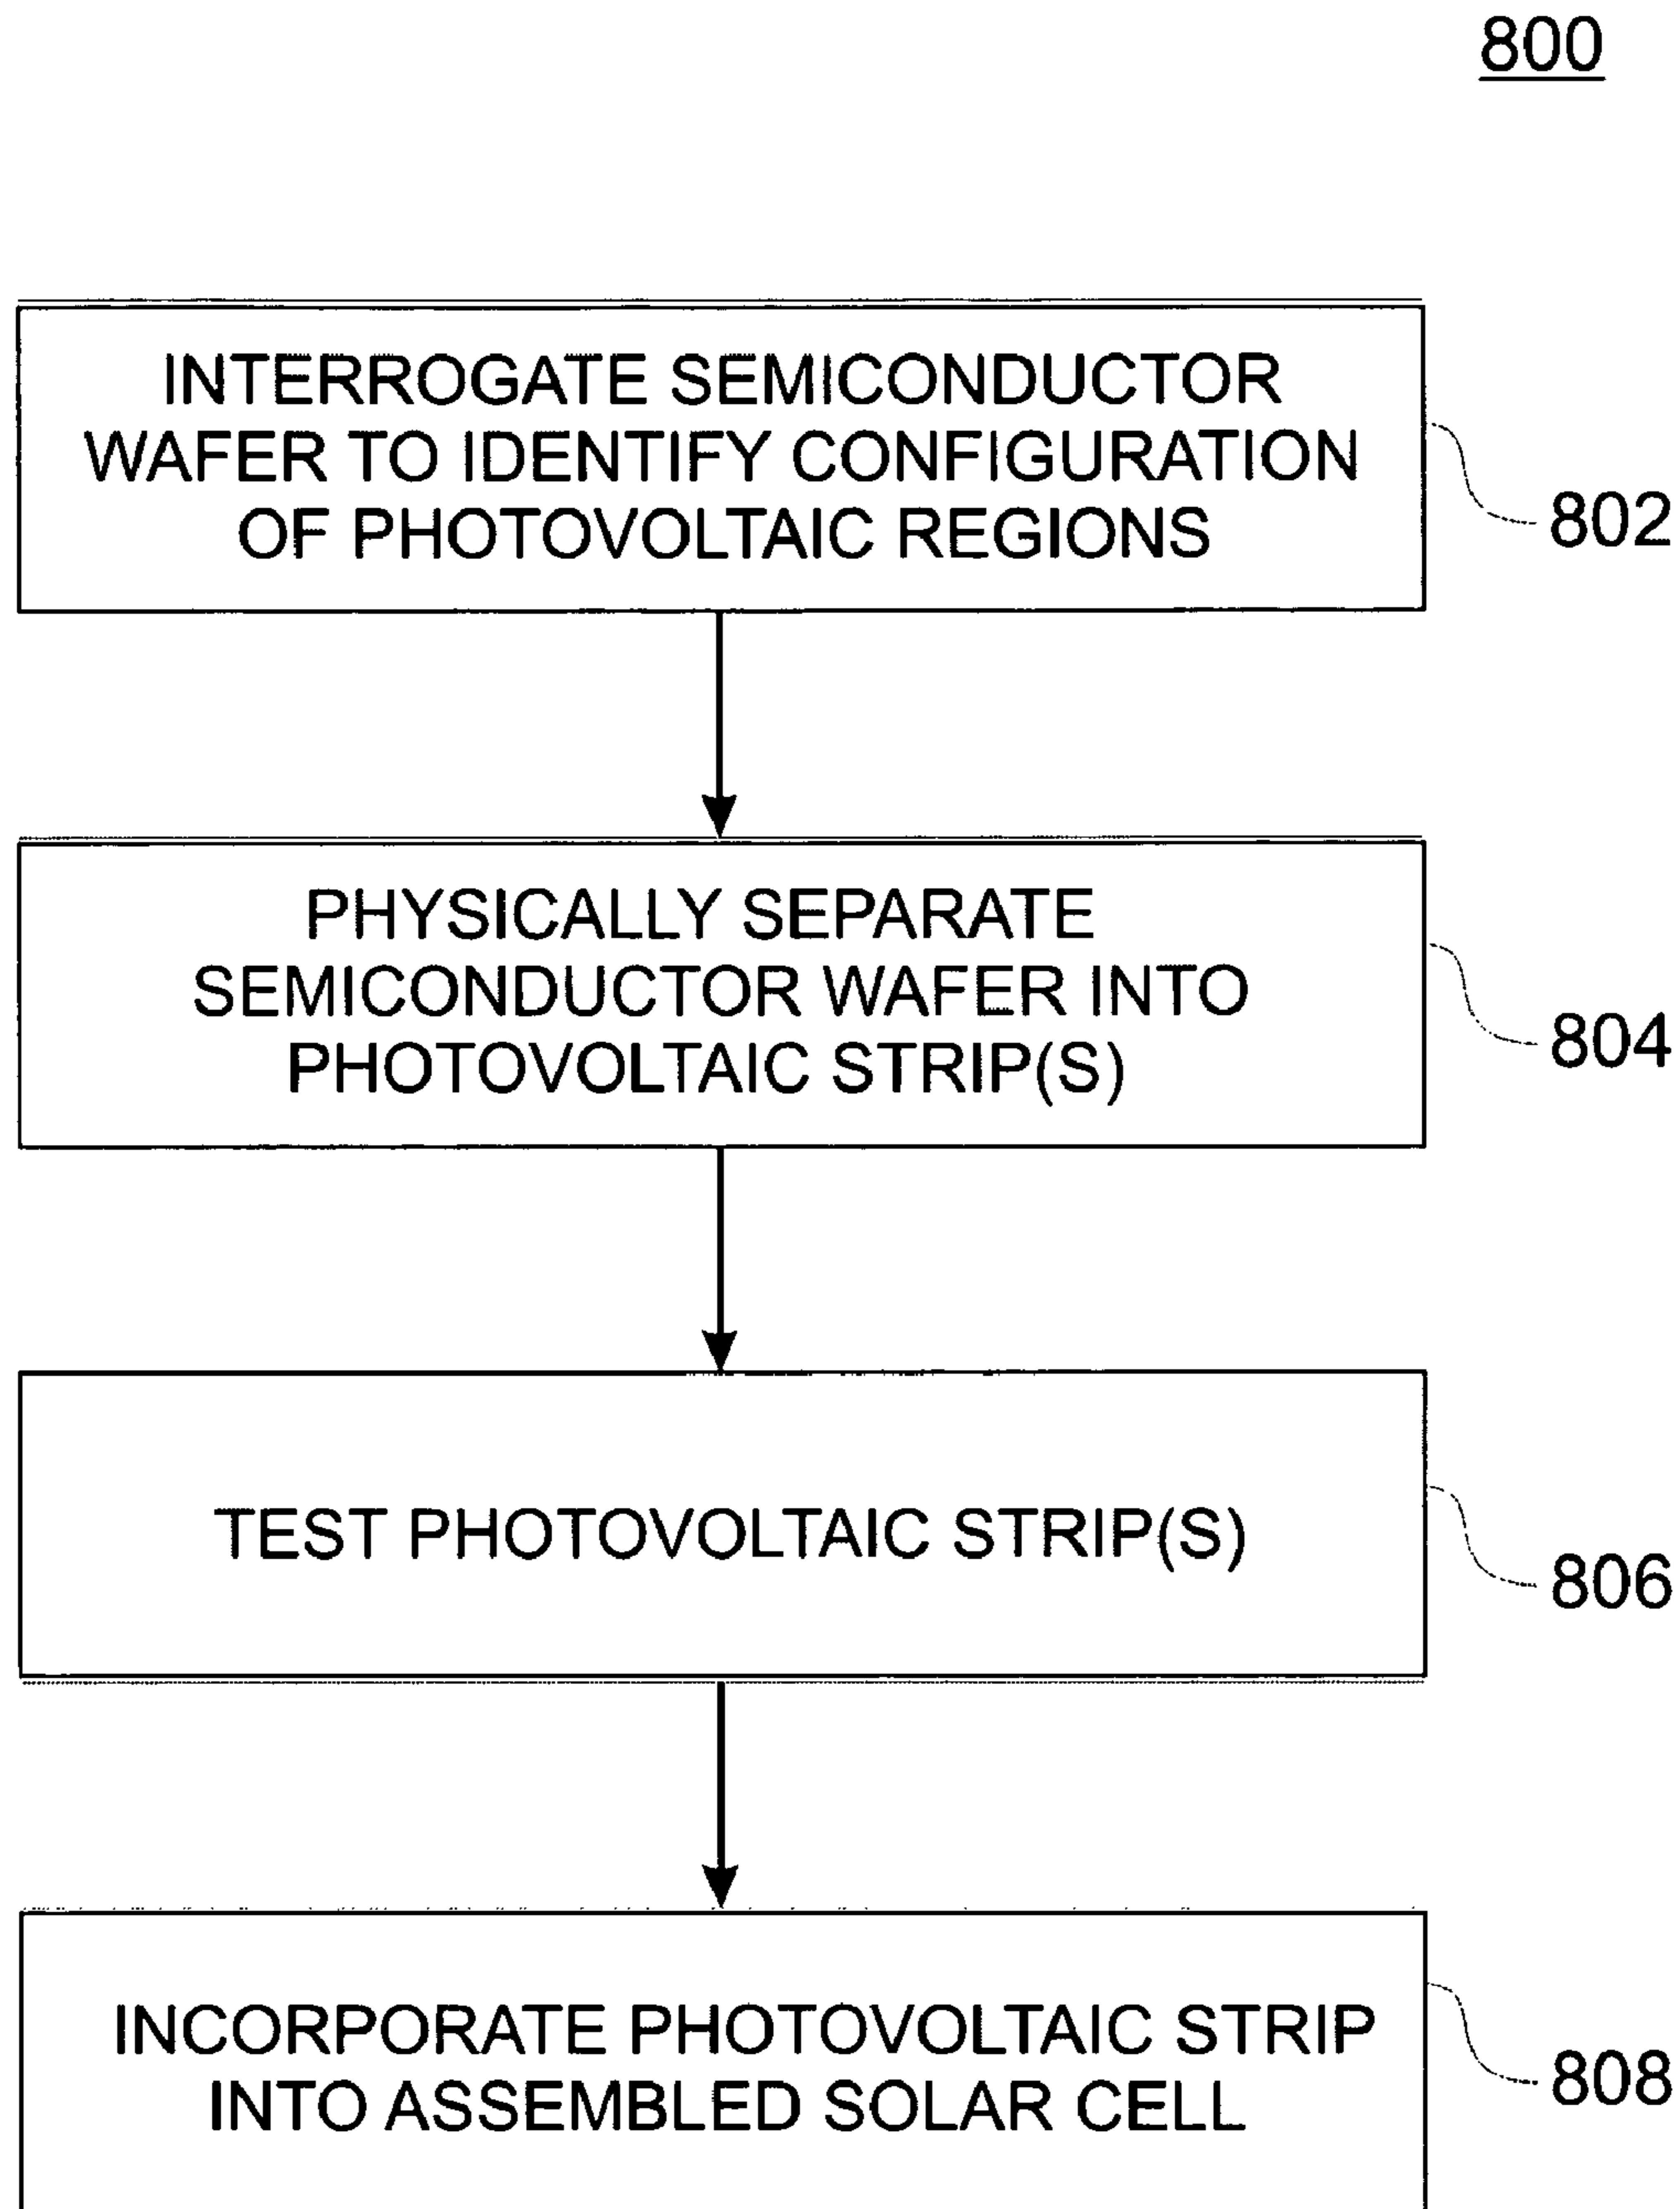 800
INTERROGATE SEMICONDUCTOR
WAFER TO IDENTIFY CONFIGURATION
OF PHOTOVOLTAIC REGIONS
802
PHYSICALLY SEPARATE
SEMICONDUCTOR WAFER INTO
PHOTOVOLTAIC STRIP(S)
804
TEST PHOTOVOLTAIC STRIP(S)
806
INCORPORATE PHOTOVOLTAIC STRIP
INTO ASSEMBLED SOLAR CELL
808